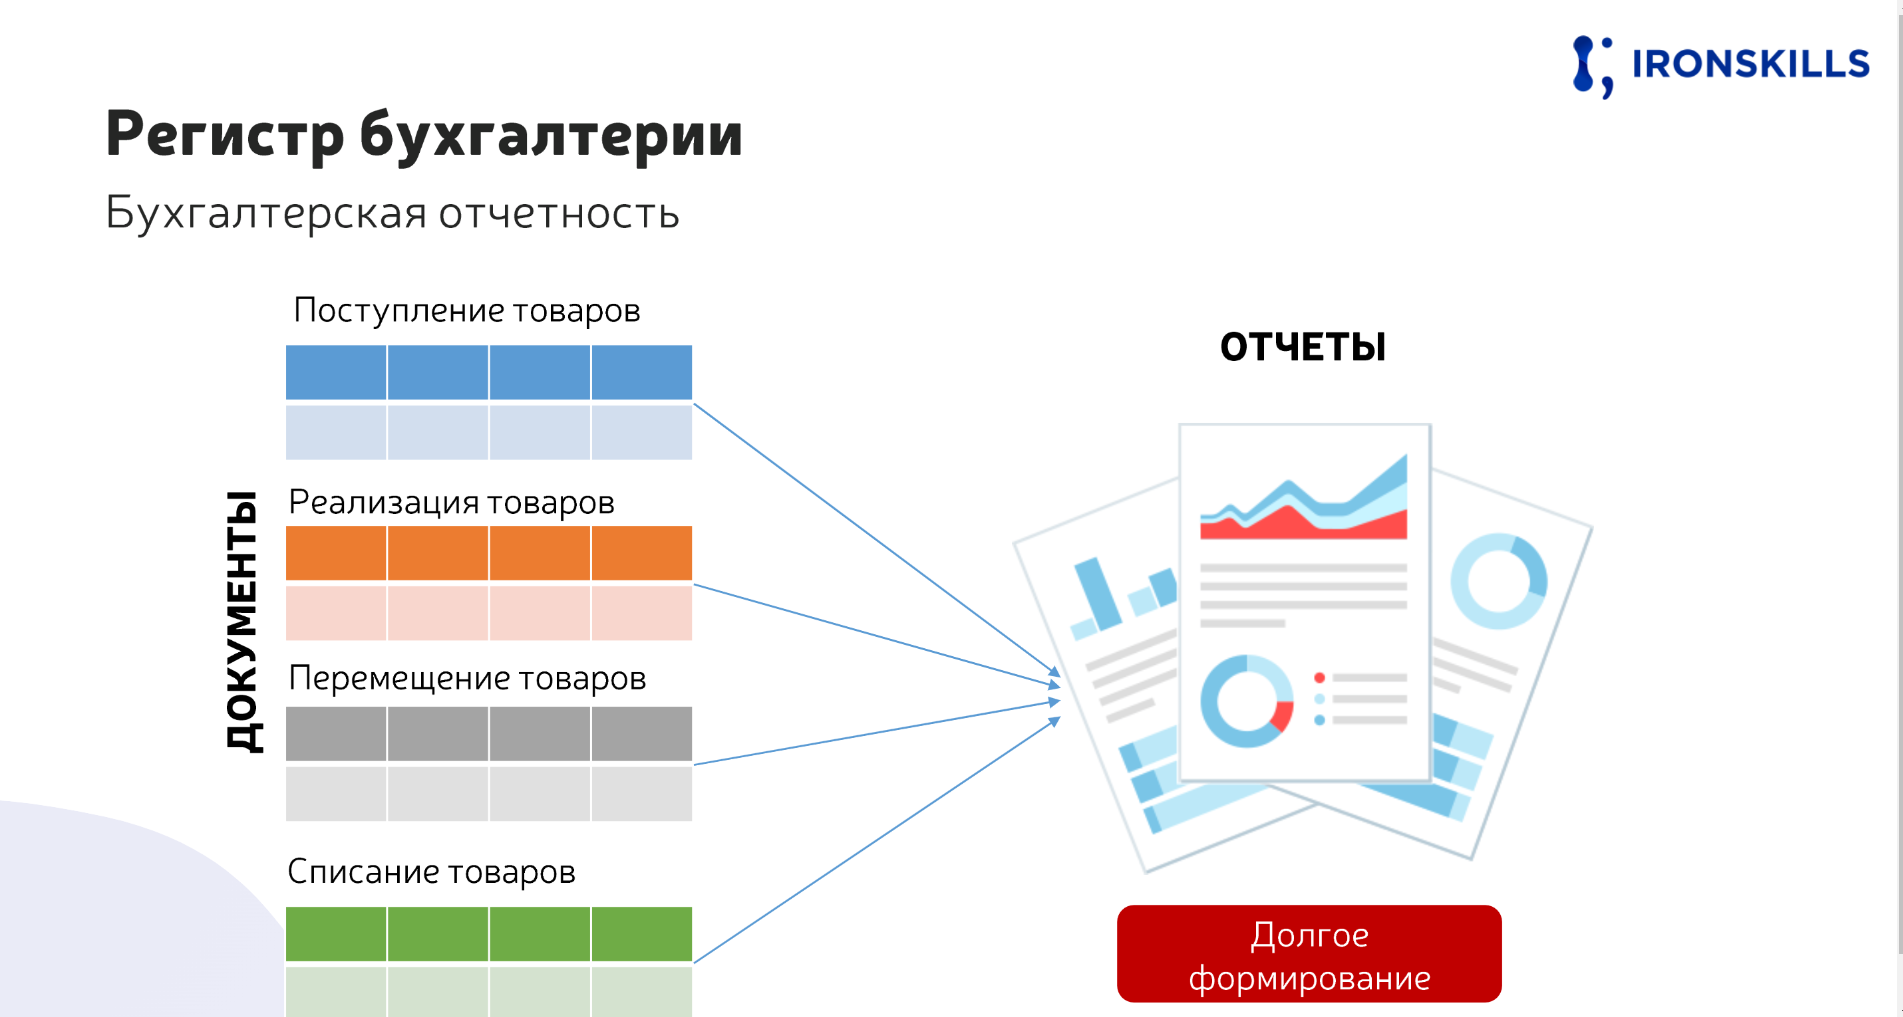 IRONSKILLS
Регистр бухгалтерии
Бухгалтерская отчетность
ДОКУМЕНТЫ
Поступление товаров
Реализация товаров
Перемещение товаров
Списание товаров
ОТЧЕТЫ
Долгое
формирование